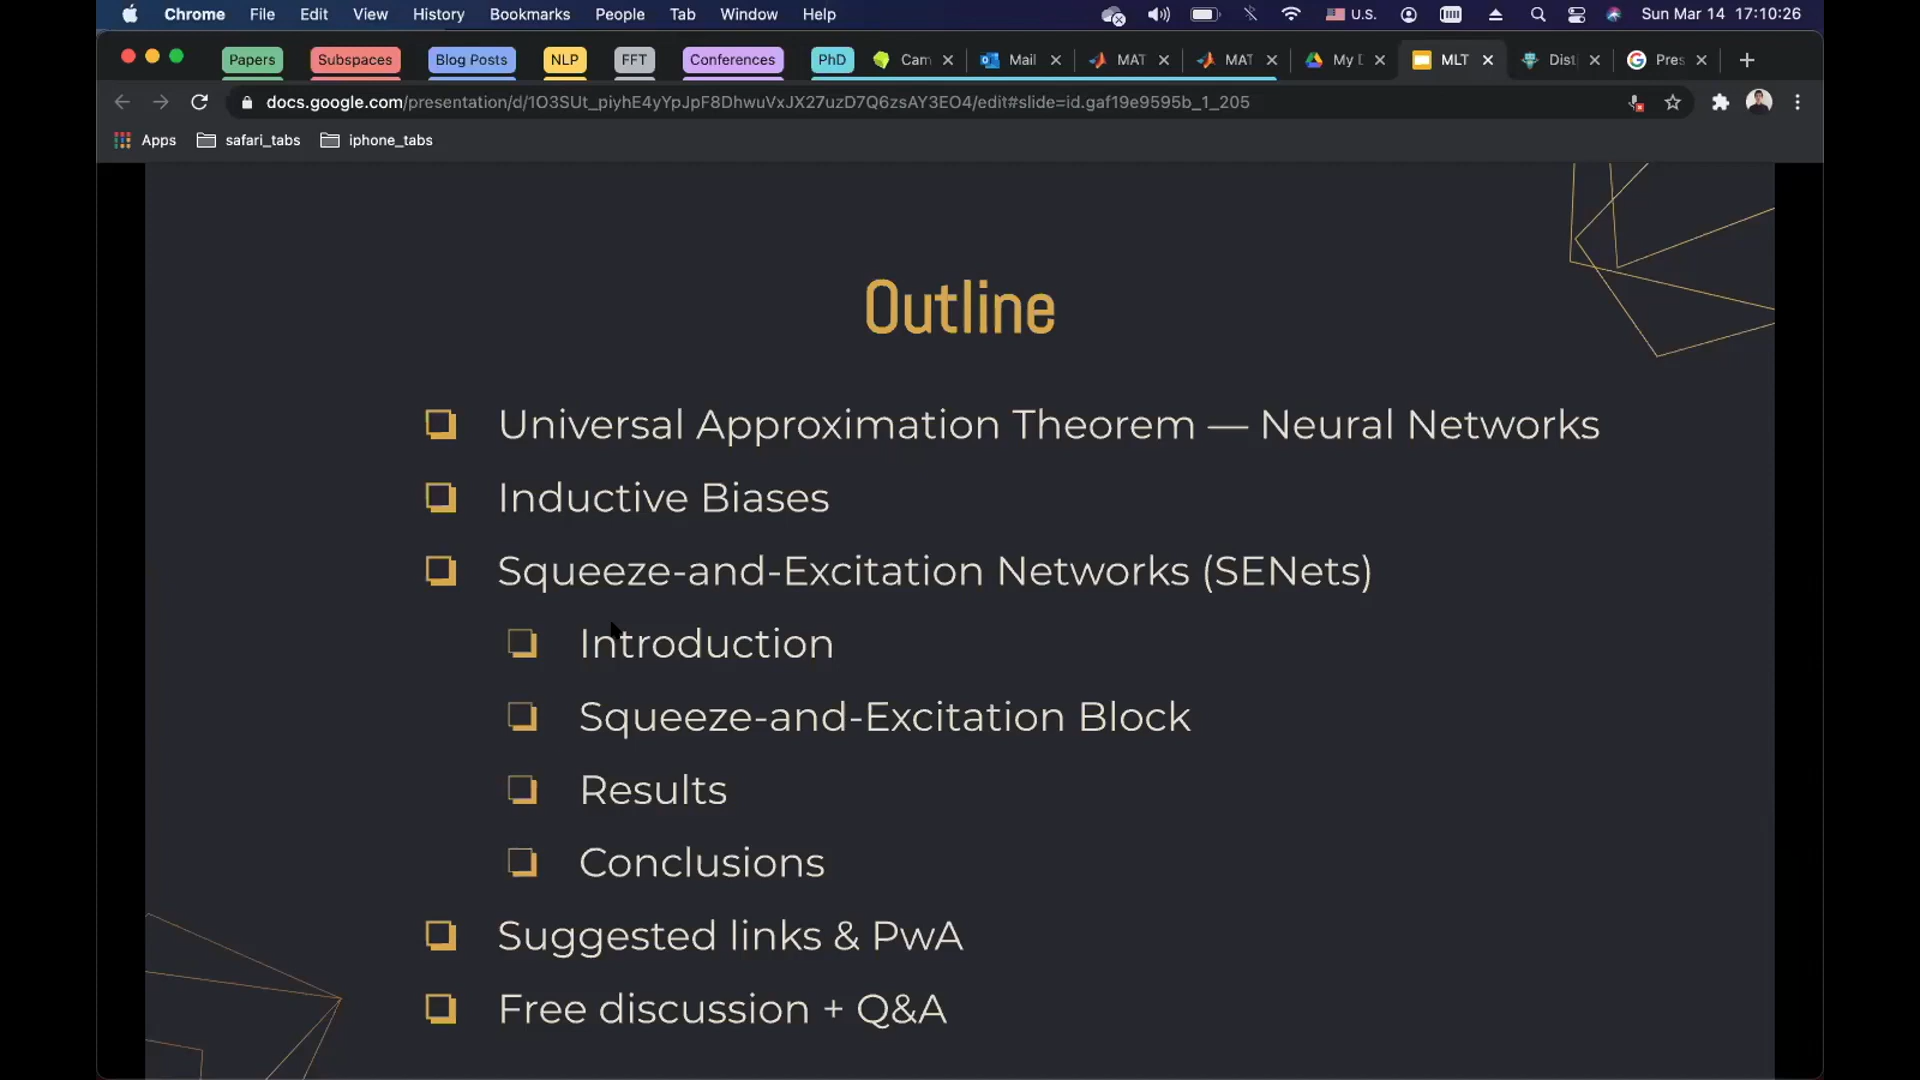 Chrome File Edit View History Bookmarks People Tab Window Help U.S. Sun Mar 14 17:10:26
Papers Subspaces Blog Posts NLP FFT Conferences PhD Cam Mail MAT MAT My D MLT Dist Pres
docs.google.com/presentation/d/1O3SUt_piyhE4yYpJpF8DhwuVxJX27uzD7Q6zsAY3EO4/edit#slide=id.gaf19e9595b_1_205
Apps safari_tabs iphone_tabs
Outline
Universal Approximation Theorem — Neural Networks
Inductive Biases
Squeeze-and-Excitation Networks (SENets)
Introduction
Squeeze-and-Excitation Block
Results
Conclusions
Suggested links & PwA
Free discussion + Q&A